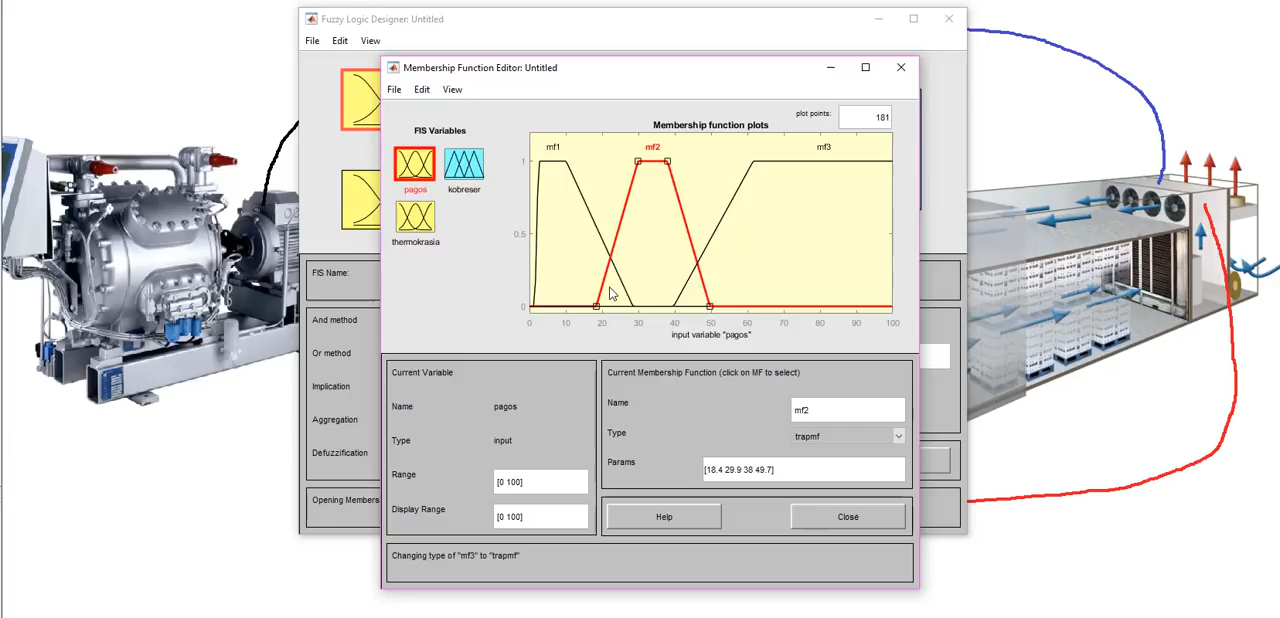 Fuzzy Logic Designer: Untitled
File Edit View
Membership Function Editor: Untitled
File Edit View
FIS Variables
pagos
kobreser
thermokrasia
plot points:
181
Membership function plots
mf1
mf2
mf3
1
0.5
0
0 10 20 30 40 50 60 70 80 90 100
input variable "pagos"
FIS Name:
And method
Or method
Implication
Aggregation
Defuzzification
Opening Members
Current Variable
Name pagos
Type input
Range [0 100]
Display Range [0 100]
Current Membership Function (click on MF to select)
Name mf2
Type trapmf
Params [18.4 29.9 38 49.7]
Help Close
Changing type of "mf3" to "trapmf"